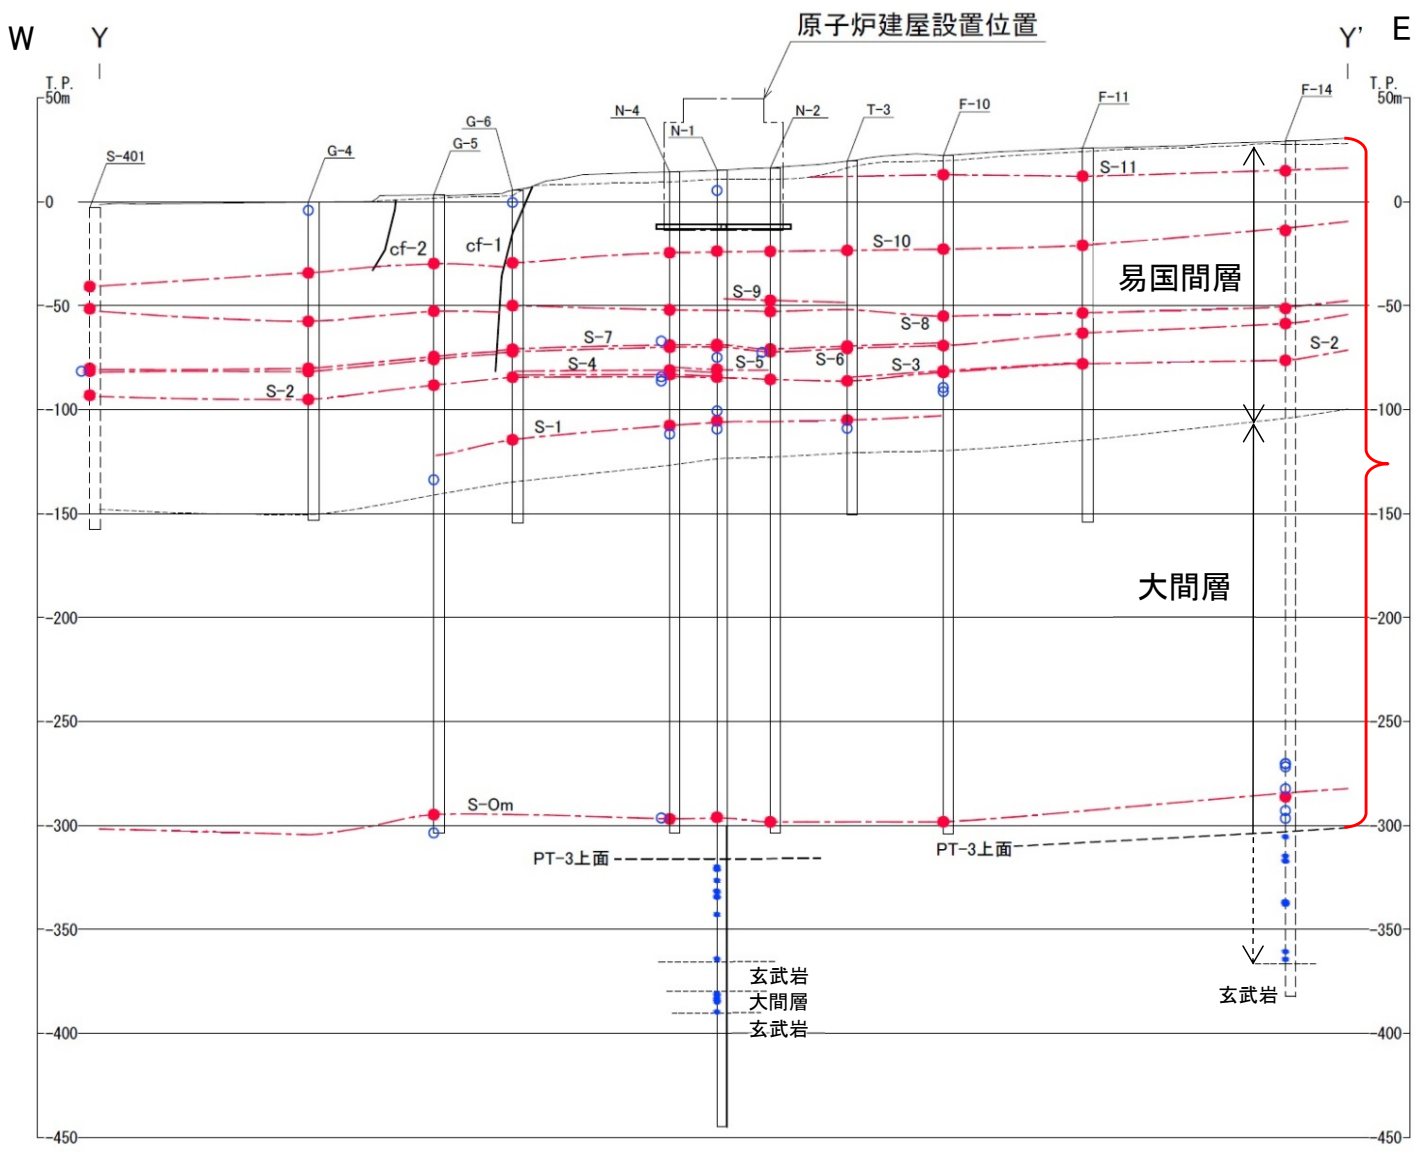 原子炉建屋設置位置
W
Y
Y'
E
T.P.
T.P.
50m
50m
S-401
G-4
G-5
G-6
N-4
N-1
N-2
T-3
F-10
F-11
F-14
S-11
0
0
cf-2
cf-1
S-10
易国間層
S-9
-50
-50
S-8
S-7
S-2
S-4
S-5
S-6
S-3
S-2
-100
-100
S-1
-150
-150
大間層
-200
-200
-250
-250
S-Om
-300
-300
PT-3上面
PT-3上面
-350
-350
玄武岩
大間層
玄武岩
玄武岩
-400
-400
-450
-450